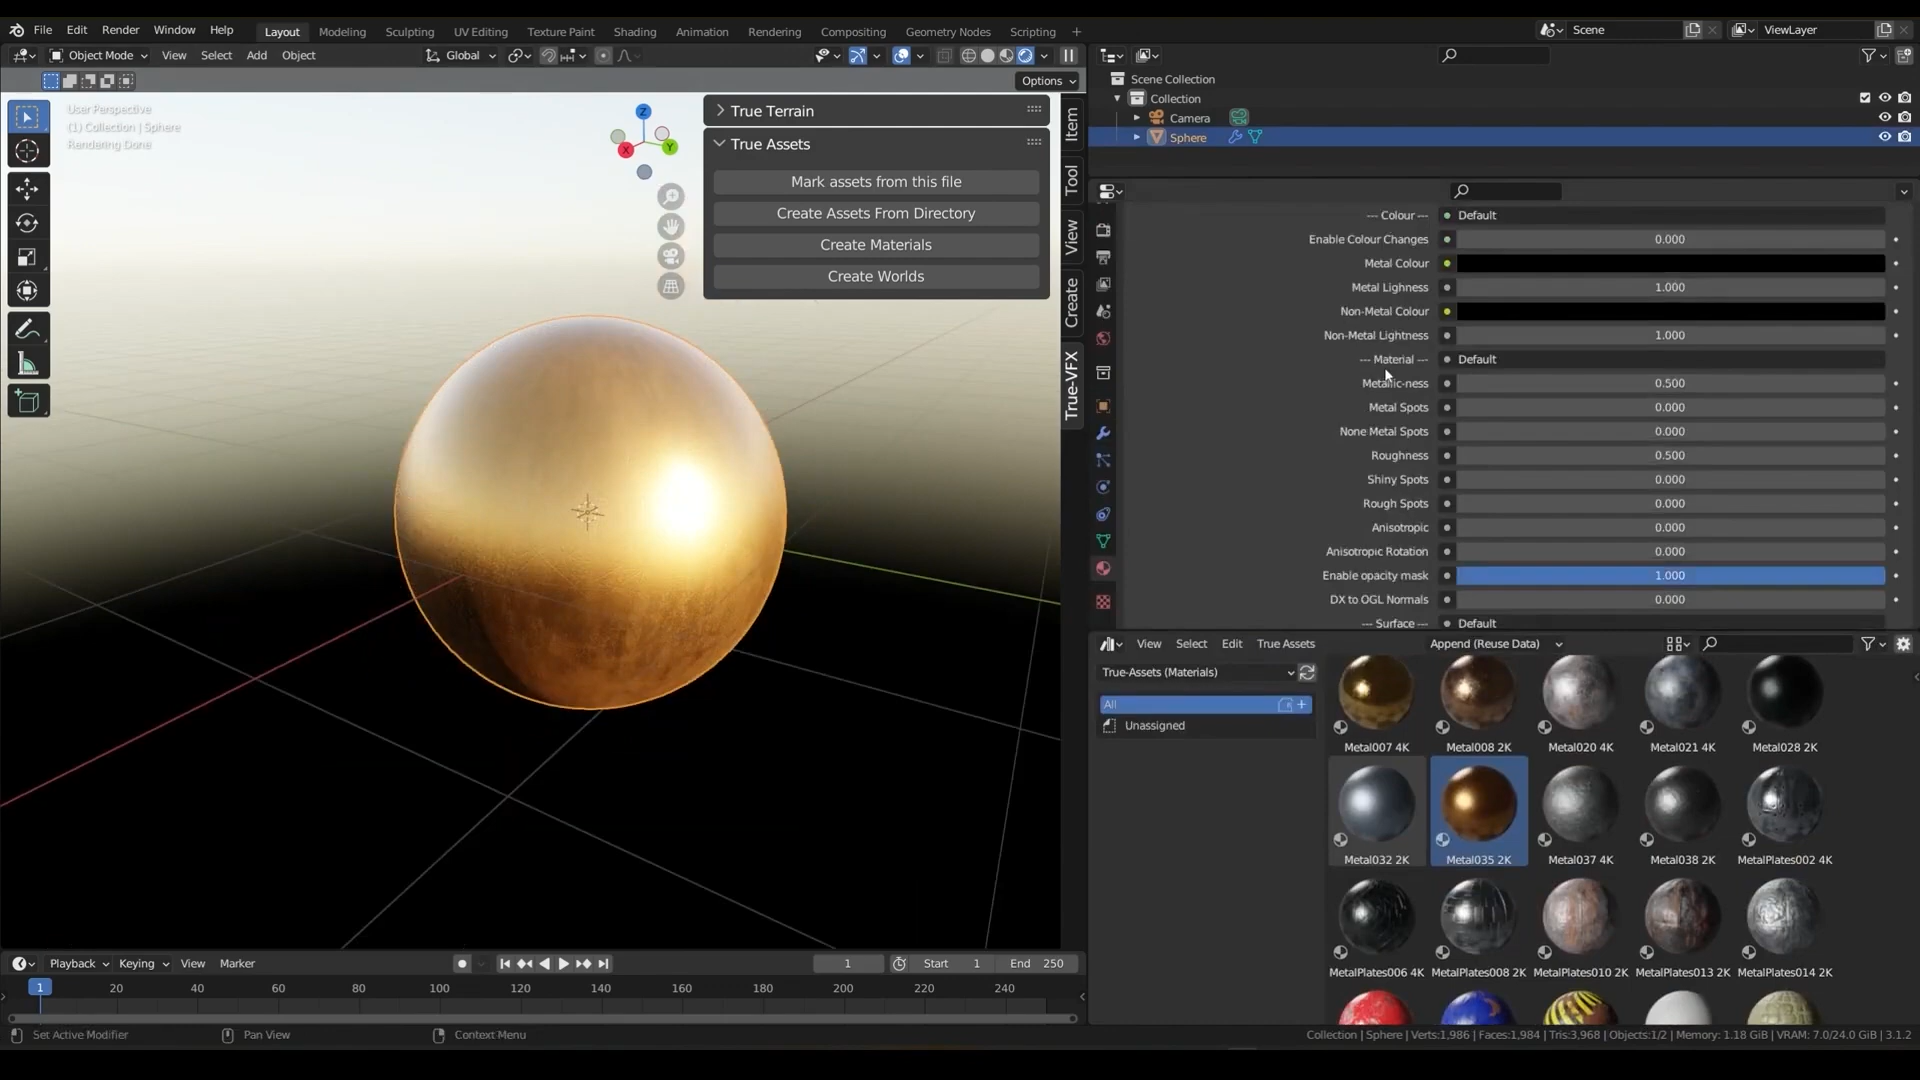 File Edit Render Window Help Layout Modeling Sculpting UV Editing Texture Paint Shading Animation Rendering Compositing Geometry Nodes Scripting + Scene ViewLayer
Object Mode View Select Add Object Global
Options
User Perspective
(1) Collection | Sphere
Rendering Done
Z
X
Y
True Terrain
True Assets
Mark assets from this file
Create Assets From Directory
Create Materials
Create Worlds
Item
Tool
View
Create
True-VFX
Scene Collection
Collection
Camera
Sphere
--- Colour --- Default
Enable Colour Changes 0.000
Metal Colour
Metal Lighness 1.000
Non-Metal Colour
Non-Metal Lightness 1.000
--- Material --- Default
Metallic-ness 0.500
Metal Spots 0.000
None Metal Spots 0.000
Roughness 0.500
Shiny Spots 0.000
Rough Spots 0.000
Anisotropic 0.000
Anisotropic Rotation 0.000
Enable opacity mask 1.000
DX to OGL Normals 0.000
--- Surface --- Default
View Select Edit True Assets Append (Reuse Data)
True-Assets (Materials)
All
Unassigned
Metal007 4K Metal008 2K Metal020 4K Metal021 4K Metal028 2K
Metal032 2K Metal035 2K Metal037 4K Metal038 2K MetalPlates002 4K
MetalPlates006 4K MetalPlates008 2K MetalPlates010 2K MetalPlates013 2K MetalPlates014 2K
Playback Keying View Marker 1 Start 1 End 250
1 20 40 60 80 100 120 140 160 180 200 220 240
Set Active Modifier Pan View Context Menu
Collection | Sphere | Verts:1,986 | Faces:1,984 | Tris:3,968 | Objects:1/2 | Memory: 1.18 GiB | VRAM: 7.0/24.0 GiB | 3.1.2